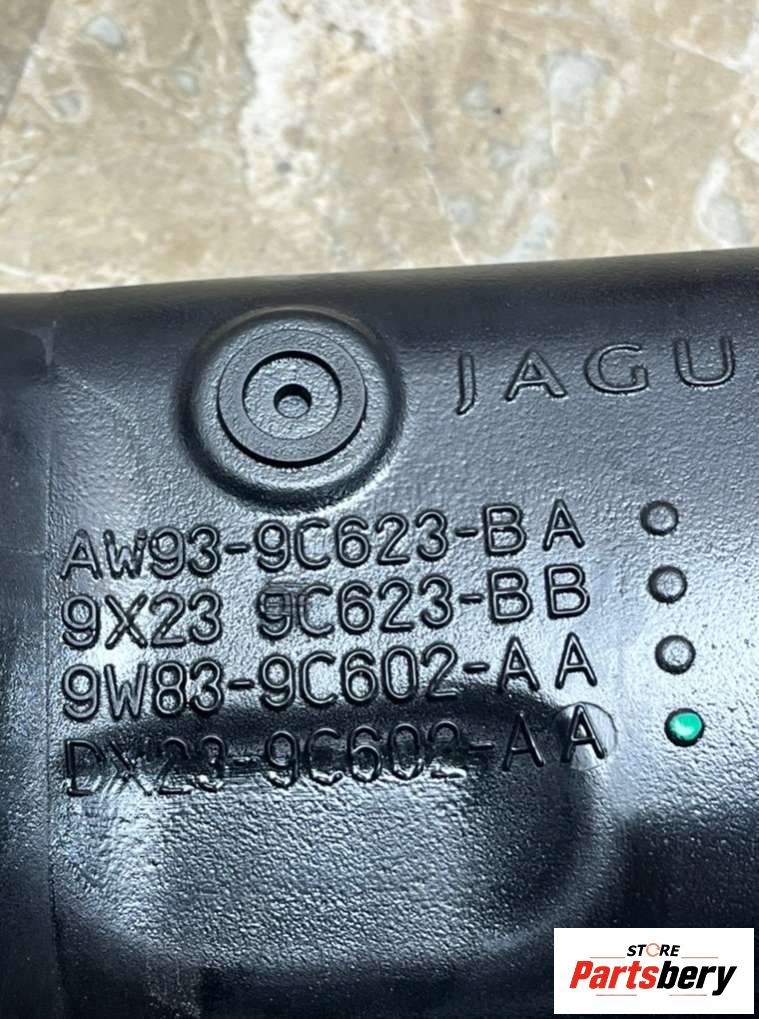 JAGU
AW93-9C623-BA
9X23 9C623-BB
9W83-9C602-AA
DX23-9C602-AA
STORE
Partsbery